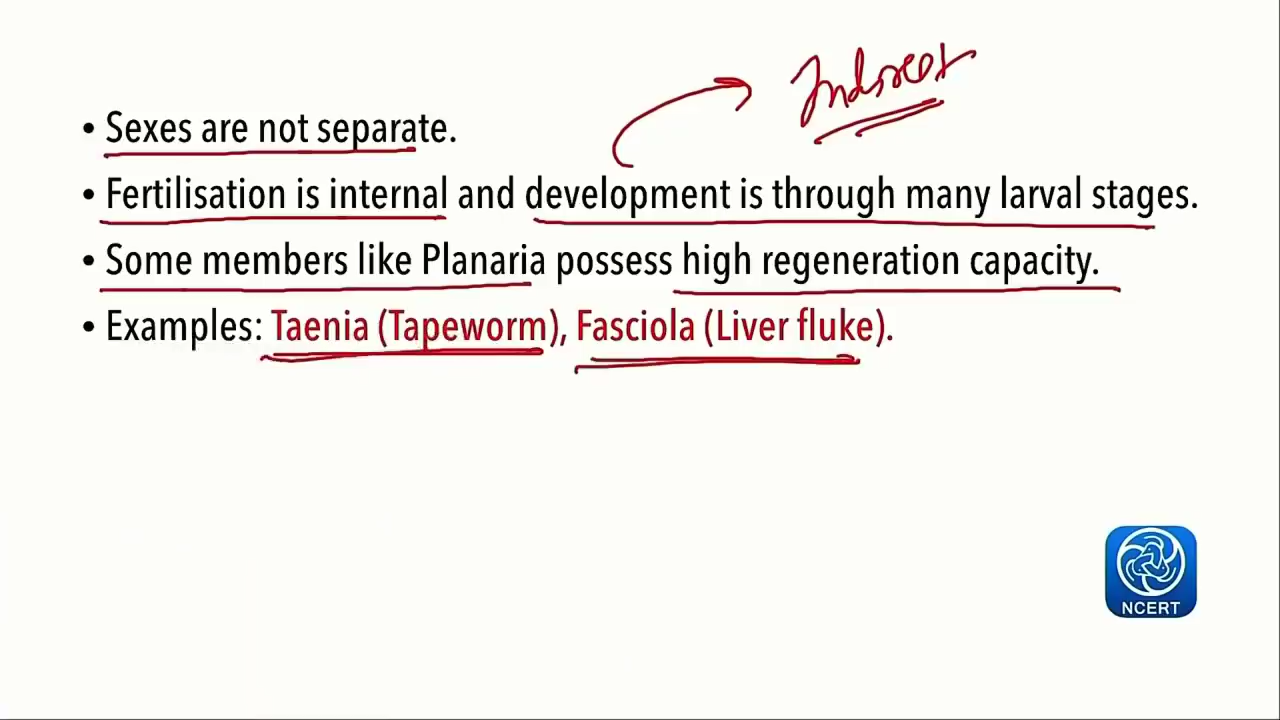 Indirect
• Sexes are not separate.
• Fertilisation is internal and development is through many larval stages.
• Some members like Planaria possess high regeneration capacity.
• Examples: Taenia (Tapeworm), Fasciola (Liver fluke).
NCERT